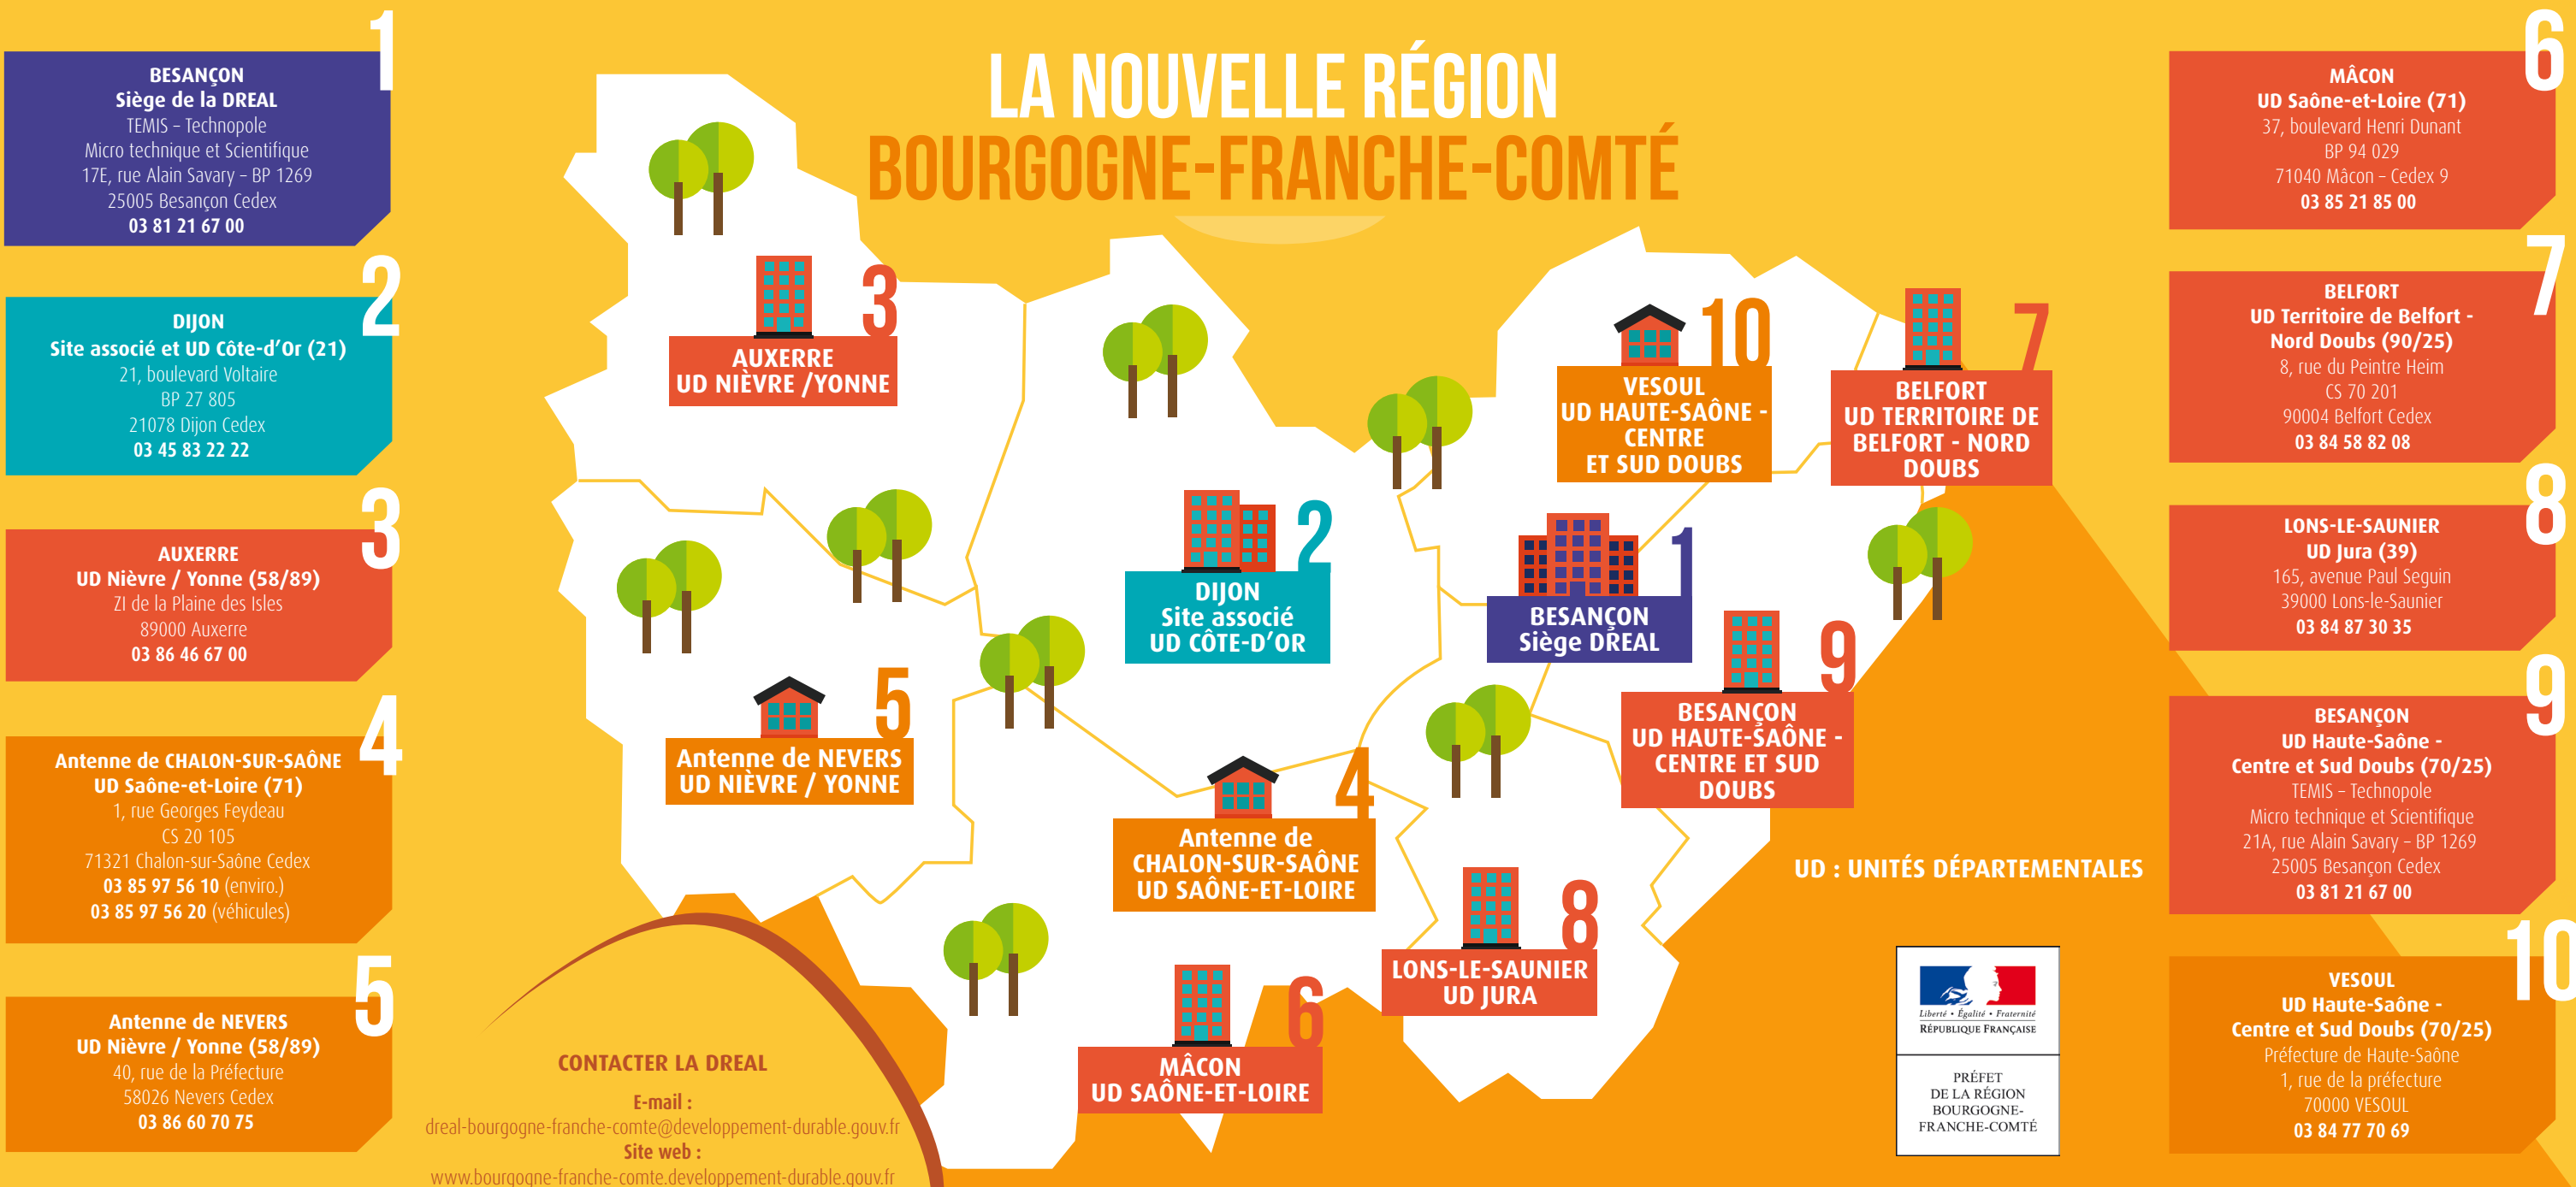 LA NOUVELLE RÉGION
BOURGOGNE-FRANCHE-COMTÉ
1
BESANÇON
Siège de la DREAL
TEMIS – Technopole
Micro technique et Scientifique
17E, rue Alain Savary – BP 1269
25005 Besançon Cedex
03 81 21 67 00
2
DIJON
Site associé et UD Côte-d'Or (21)
21, boulevard Voltaire
BP 27 805
21078 Dijon Cedex
03 45 83 22 22
3
AUXERRE
UD Nièvre / Yonne (58/89)
ZI de la Plaine des Isles
89000 Auxerre
03 86 46 67 00
4
Antenne de CHALON-SUR-SAÔNE
UD Saône-et-Loire (71)
1, rue Georges Feydeau
CS 20 105
71321 Chalon-sur-Saône Cedex
03 85 97 56 10 (enviro.)
03 85 97 56 20 (véhicules)
5
Antenne de NEVERS
UD Nièvre / Yonne (58/89)
40, rue de la Préfecture
58026 Nevers Cedex
03 86 60 70 75
3
AUXERRE
UD NIÈVRE /YONNE
10
VESOUL
UD HAUTE-SAÔNE -
CENTRE
ET SUD DOUBS
7
BELFORT
UD TERRITOIRE DE
BELFORT - NORD
DOUBS
2
DIJON
Site associé
UD CÔTE-D'OR
1
BESANÇON
Siège DREAL
9
BESANÇON
UD HAUTE-SAÔNE -
CENTRE ET SUD
DOUBS
5
Antenne de NEVERS
UD NIÈVRE / YONNE
4
Antenne de
CHALON-SUR-SAÔNE
UD SAÔNE-ET-LOIRE
8
LONS-LE-SAUNIER
UD JURA
6
MÂCON
UD SAÔNE-ET-LOIRE
UD : UNITÉS DÉPARTEMENTALES
CONTACTER LA DREAL
E-mail :
dreal-bourgogne-franche-comte@developpement-durable.gouv.fr
Site web :
www.bourgogne-franche-comte.developpement-durable.gouv.fr
Liberté • Égalité • Fraternité
RÉPUBLIQUE FRANÇAISE
PRÉFET
DE LA RÉGION
BOURGOGNE-
FRANCHE-COMTÉ
6
MÂCON
UD Saône-et-Loire (71)
37, boulevard Henri Dunant
BP 94 029
71040 Mâcon – Cedex 9
03 85 21 85 00
7
BELFORT
UD Territoire de Belfort -
Nord Doubs (90/25)
8, rue du Peintre Heim
CS 70 201
90004 Belfort Cedex
03 84 58 82 08
8
LONS-LE-SAUNIER
UD Jura (39)
165, avenue Paul Seguin
39000 Lons-le-Saunier
03 84 87 30 35
9
BESANÇON
UD Haute-Saône -
Centre et Sud Doubs (70/25)
TEMIS – Technopole
Micro technique et Scientifique
21A, rue Alain Savary – BP 1269
25005 Besançon Cedex
03 81 21 67 00
10
VESOUL
UD Haute-Saône -
Centre et Sud Doubs (70/25)
Préfecture de Haute-Saône
1, rue de la préfecture
70000 VESOUL
03 84 77 70 69